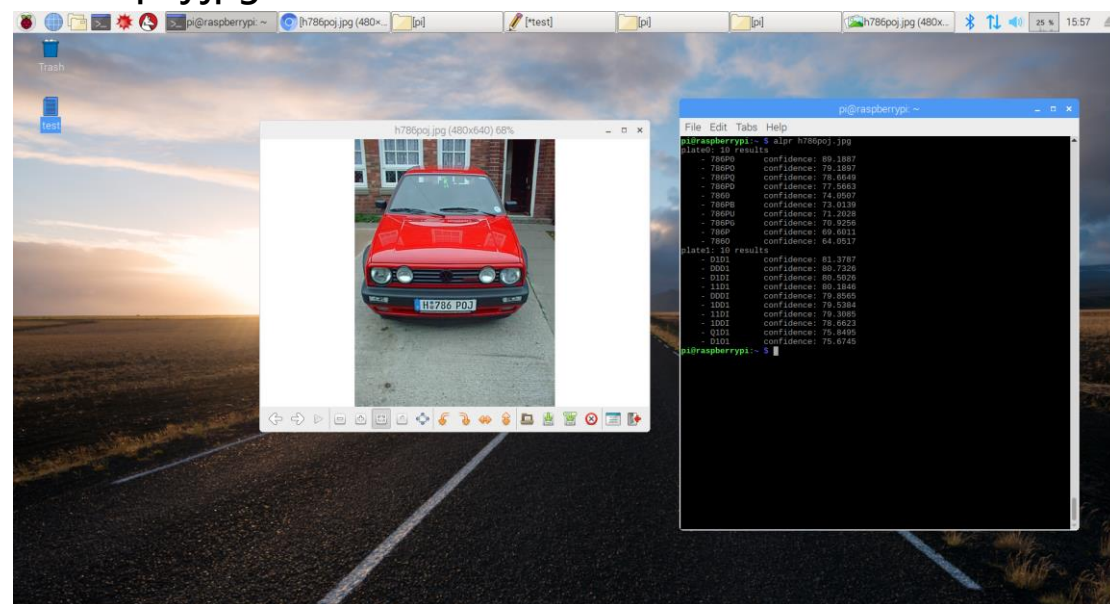 pi@raspberrypi: ~
[h786poj.jpg (480×...
[pi]
[*test]
[pi]
[pi]
h786poj.jpg (480x...
25 %
15:57
Trash
test
h786poj.jpg (480x640) 68%
H 786 POJ
pi@raspberrypi: ~
File Edit Tabs Help
pi@raspberrypi:~ $ alpr h786poj.jpg
plate0: 10 results
- 786P0 confidence: 89.1887
- 786PO confidence: 79.1897
- 786PQ confidence: 78.6649
- 786PD confidence: 77.5663
- 7860 confidence: 74.0507
- 786PB confidence: 73.0139
- 786PU confidence: 71.2028
- 786PG confidence: 70.9256
- 786P confidence: 69.6011
- 786O confidence: 64.0517
plate1: 10 results
- D1D1 confidence: 81.3787
- DDD1 confidence: 80.7326
- D1DI confidence: 80.5026
- 11D1 confidence: 80.1846
- DDDI confidence: 79.8565
- 1DD1 confidence: 79.5384
- 11DI confidence: 79.3085
- 1DDI confidence: 78.6623
- Q1D1 confidence: 75.8495
- D1O1 confidence: 75.6745
pi@raspberrypi:~ $